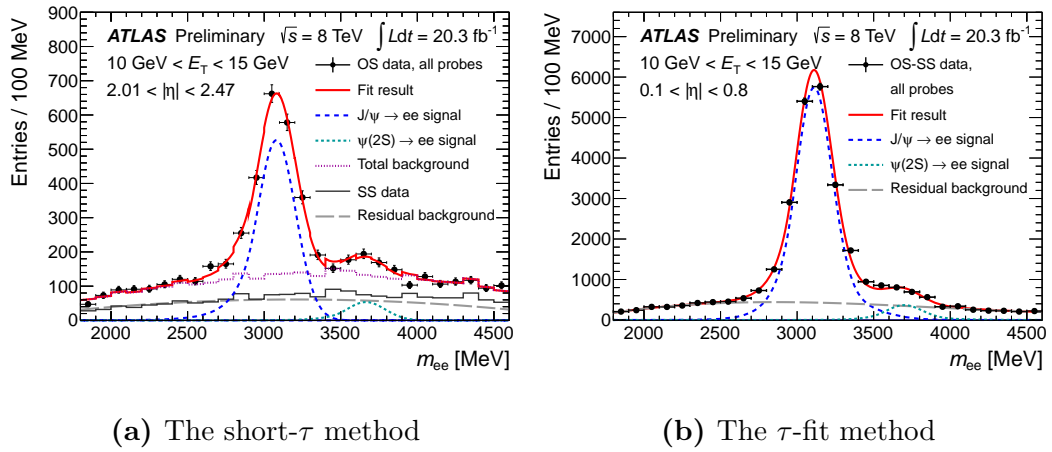 Entries / 100 MeV
900
800
700
600
500
400
300
200
100
0
ATLAS Preliminary √s = 8 TeV ∫ Ldt = 20.3 fb⁻¹
10 GeV < E_T < 15 GeV
2.01 < |η| < 2.47
OS data, all probes
Fit result
J/ψ → ee signal
ψ(2S) → ee signal
Total background
SS data
Residual background
2000 2500 3000 3500 4000 4500
m_ee [MeV]
(a) The short-τ method
Entries / 100 MeV
7000
6000
5000
4000
3000
2000
1000
0
ATLAS Preliminary √s = 8 TeV ∫ Ldt = 20.3 fb⁻¹
10 GeV < E_T < 15 GeV
0.1 < |η| < 0.8
OS-SS data,
all probes
Fit result
J/ψ → ee signal
ψ(2S) → ee signal
Residual background
2000 2500 3000 3500 4000 4500
m_ee [MeV]
(b) The τ-fit method